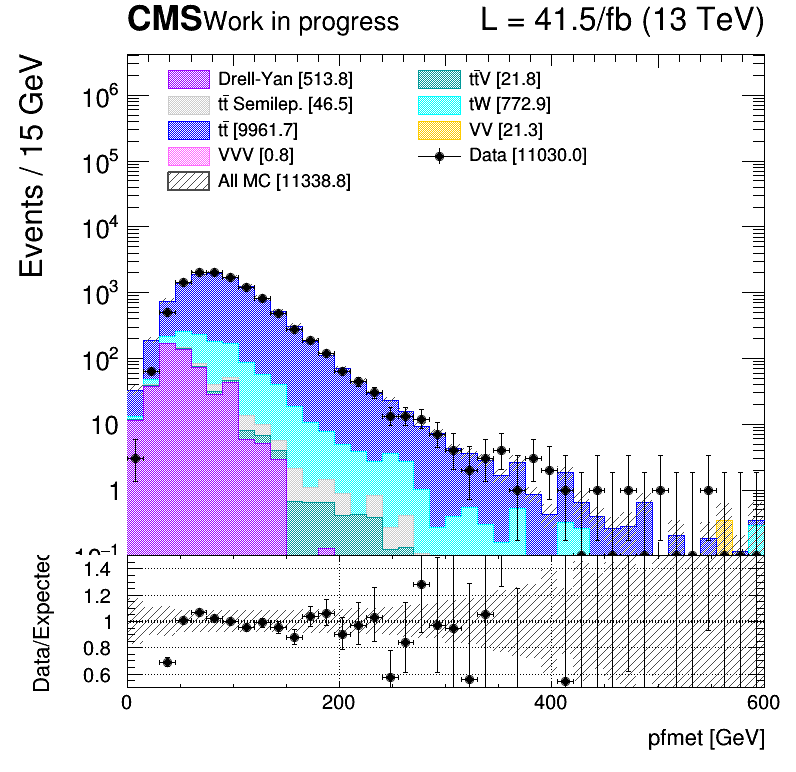 CMS Work in progress L = 41.5/fb (13 TeV)
Events / 15 GeV
Drell-Yan [513.8] tt̄V [21.8]
tt̄ Semilep. [46.5] tW [772.9]
tt̄ [9961.7] VV [21.3]
VVV [0.8] Data [11030.0]
All MC [11338.8]
10⁶
10⁵
10⁴
10³
10²
10
1
10⁻¹
Data/Expected
1.4
1.2
1
0.8
0.6
0 200 400 600
pfmet [GeV]